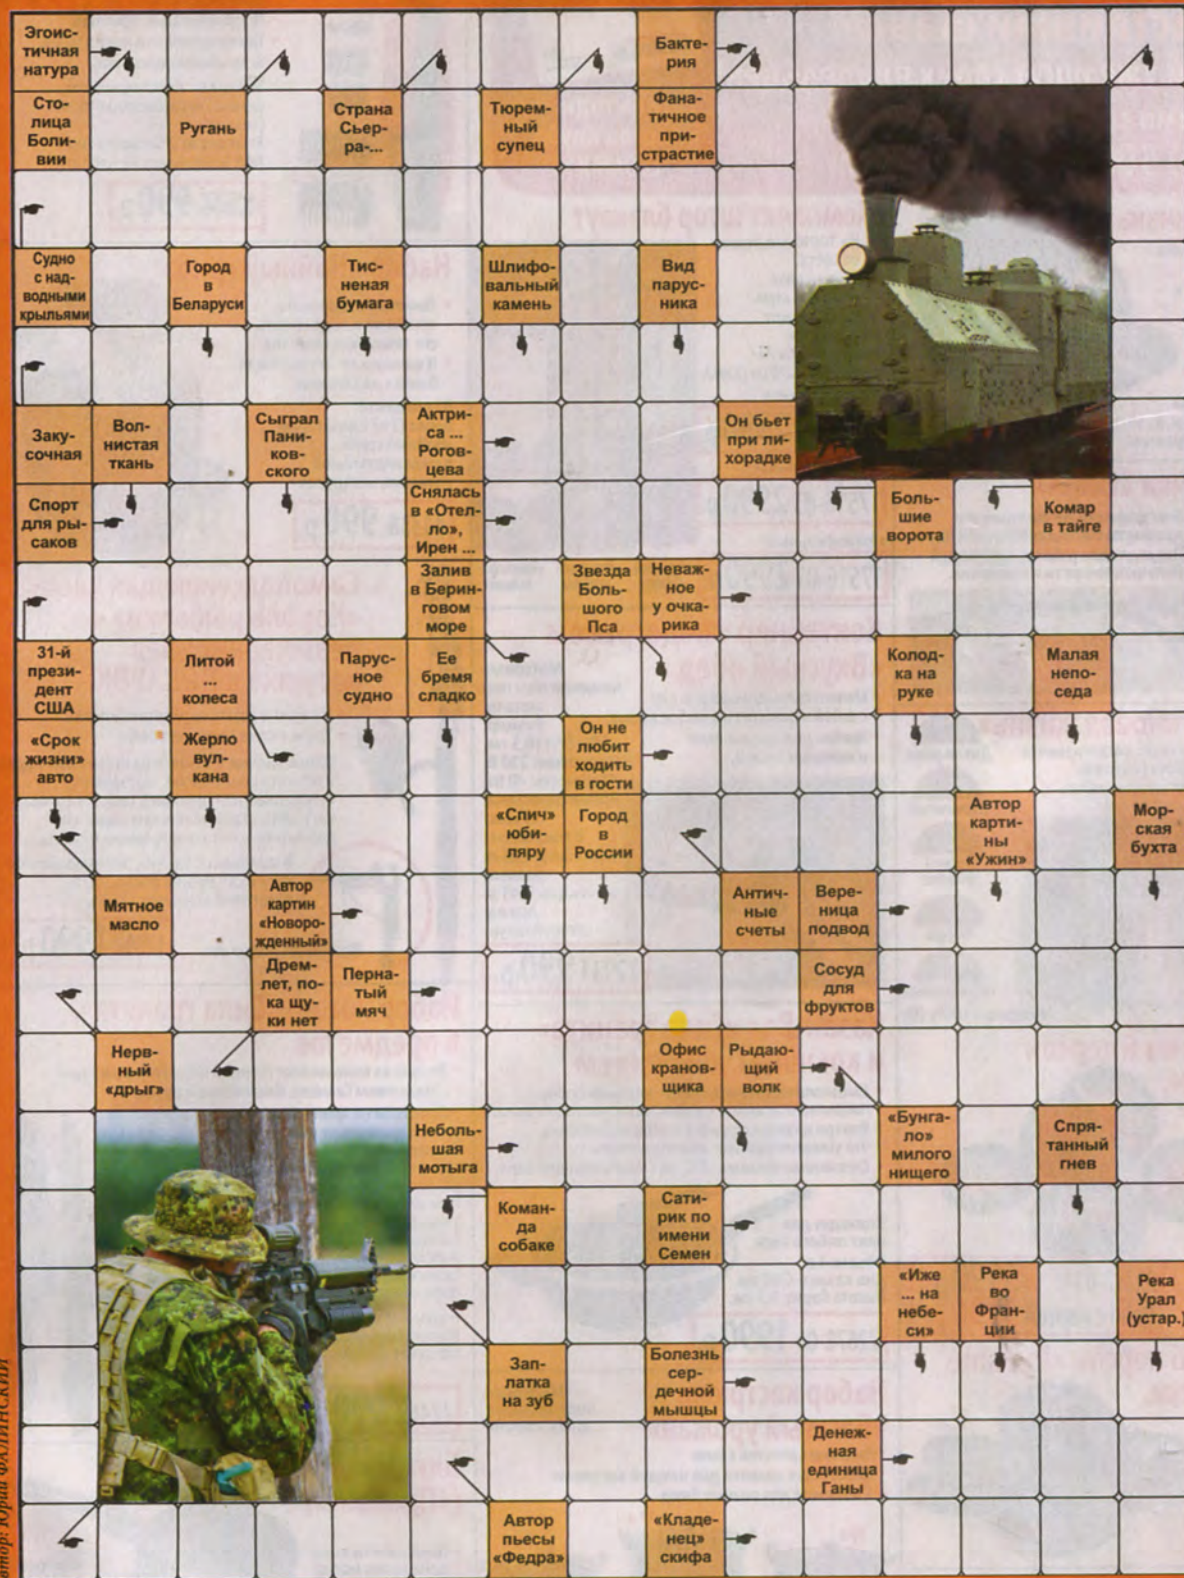 Эгоис-
тичная
натура
Бакте-
рия
Сто-
лица
Боли-
вии
Ругань
Страна
Сьер-
ра-...
Тюрем-
ный
супец
Фана-
тичное
при-
страстие
Судно
с над-
водными
крыльями
Город
в
Беларуси
Тис-
неная
бумага
Шлифо-
вальный
камень
Вид
парус-
ника
Заку-
сочная
Вол-
нистая
ткань
Сыграл
Пани-
ков-
ского
Актри-
са ...
Рогов-
цева
Он бьет
при ли-
хорадке
Спорт
для ры-
саков
Снялась
в «Отел-
ло»,
Ирен ...
Боль-
шие
ворота
Комар
в тайге
Залив
в Берин-
говом
море
Звезда
Боль-
шого
Пса
Неваж-
ное
у очка-
рика
31-й
прези-
дент
США
Литой
...
колеса
Парус-
ное
судно
Ее
бремя
сладко
Колод-
ка на
руке
Малая
непо-
седа
«Срок
жизни»
авто
Жерло
вул-
кана
Он не
любит
ходить
в гости
«Спич»
юби-
ляру
Город
в
России
Автор
карти-
ны
«Ужин»
Мор-
ская
бухта
Мятное
масло
Автор
картин
«Новоро-
жденный»
Антич-
ные
счеты
Вере-
ница
подвод
Дрем-
лет, по-
ка щу-
ки нет
Перна-
тый
мяч
Сосуд
для
фруктов
Нерв-
ный
«дрыг»
Офис
кранов-
щика
Рыдаю-
щий
волк
Неболь-
шая
мотыга
«Бунга-
ло»
милого
нищего
Спря-
танный
гнев
Коман-
да
собаке
Сати-
рик по
имени
Семен
«Иже
... на
небе-
си»
Река
во
Фран-
ции
Река
Урал
(устар.)
Зап-
латка
на зуб
Болезнь
сер-
дечной
мышцы
Денеж-
ная
единица
Ганы
Автор
пьесы
«Федра»
«Кладе-
нец»
скифа
Автор: Юрий ФАЛИНСКИЙ